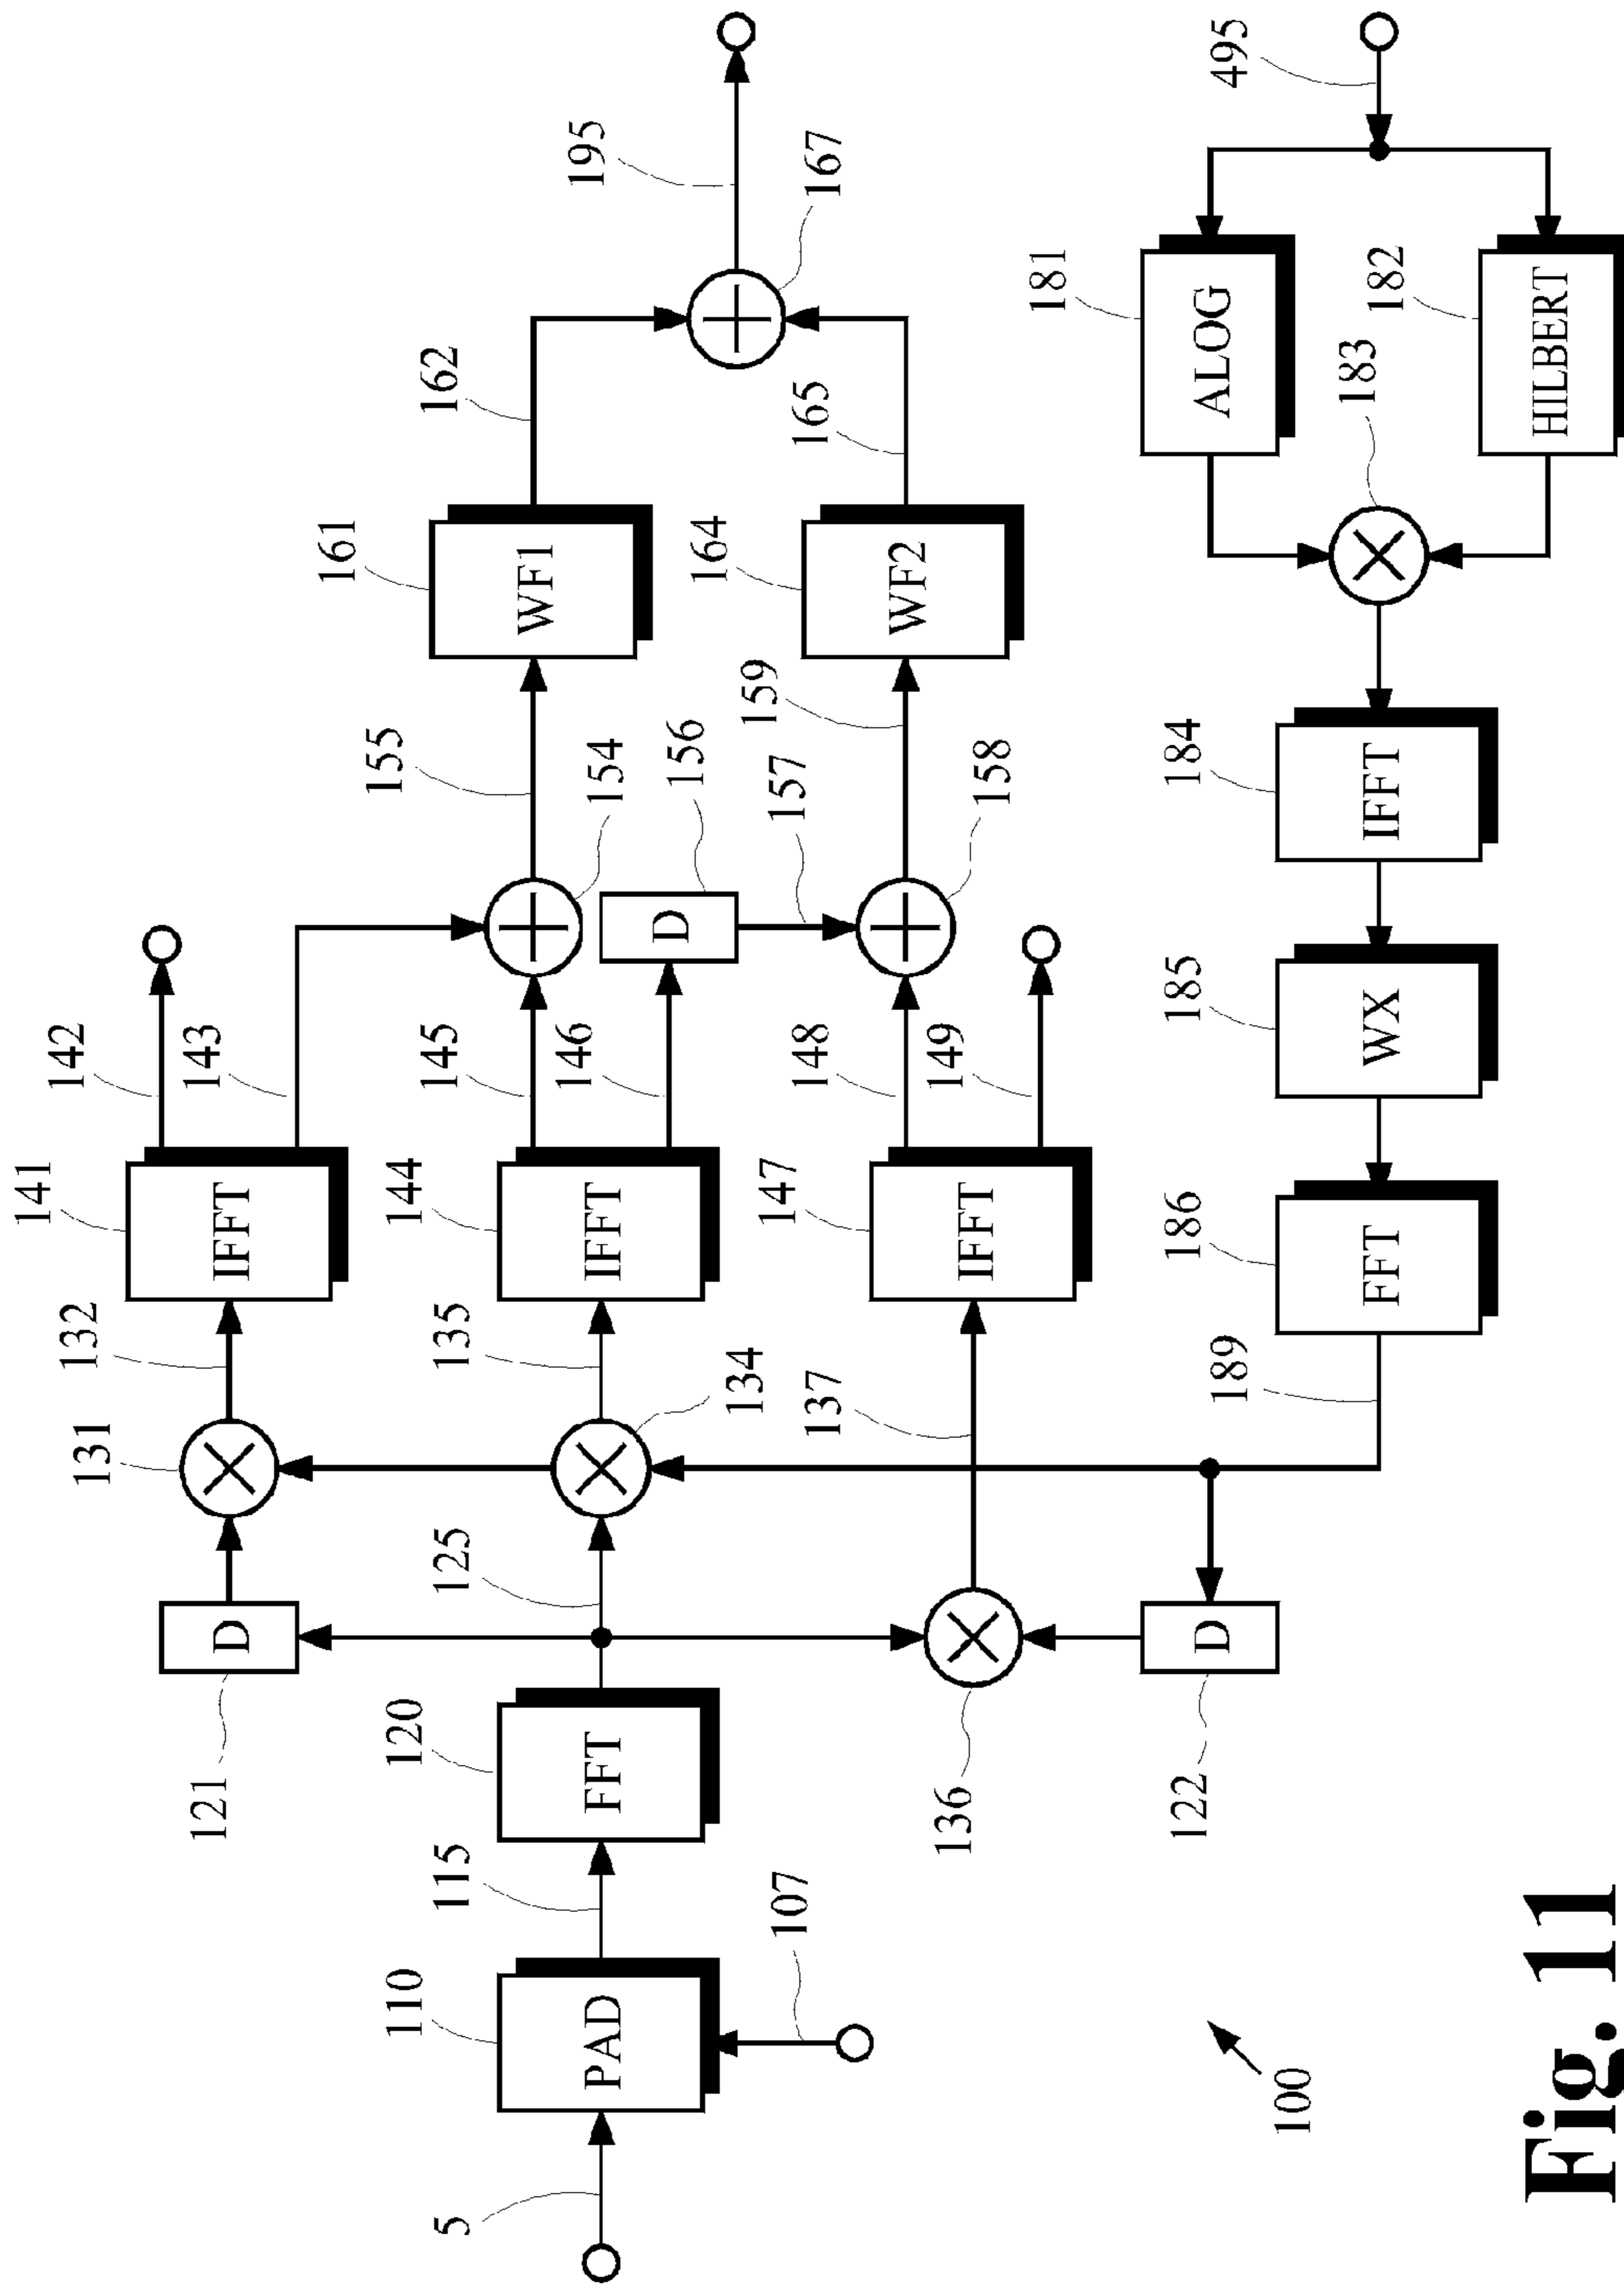 142
143
141
IFFT
132
131
D
121
195
162
167
161
WF1
155
154
145
146
144
IFFT
135
134
125
120
FFT
115
110
PAD
5
107
165
164
WF2
159
156
D
157
158
148
149
147
IFFT
137
136
495
181
ALOG
182
HILBERT
183
184
IFFT
185
WX
186
FFT
189
D
122
100
Fig. 11